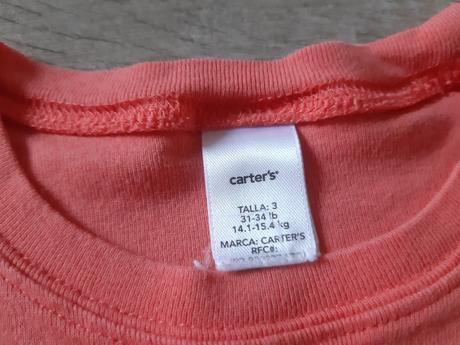 carter's®
TALLA: 3
31-34 lb
14.1-15.4 kg
MARCA: CARTER'S
RFC#: